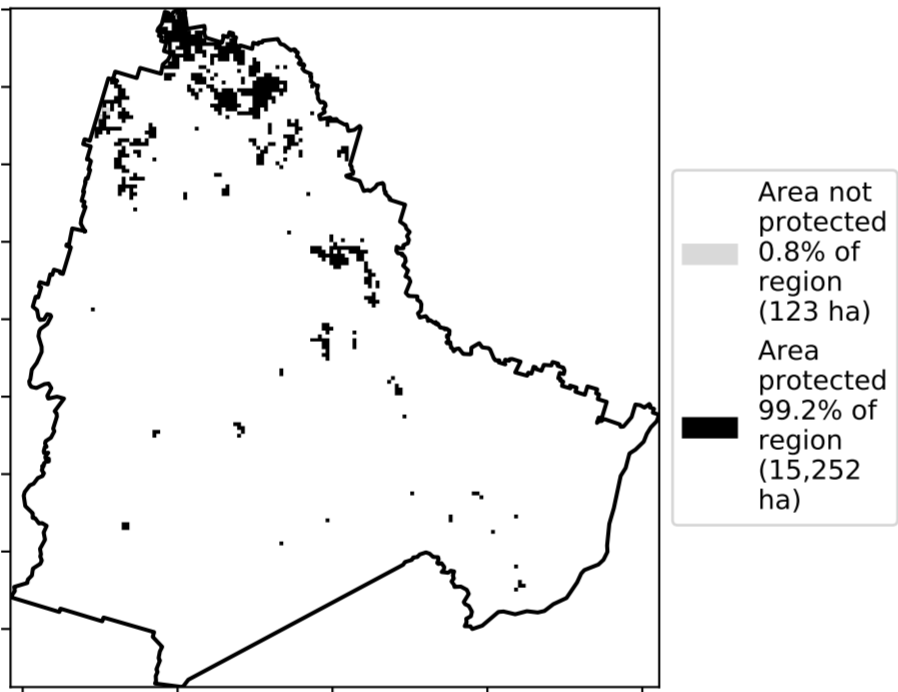 Area not
protected
0.8% of
region
(123 ha)
Area
protected
99.2% of
region
(15,252
ha)